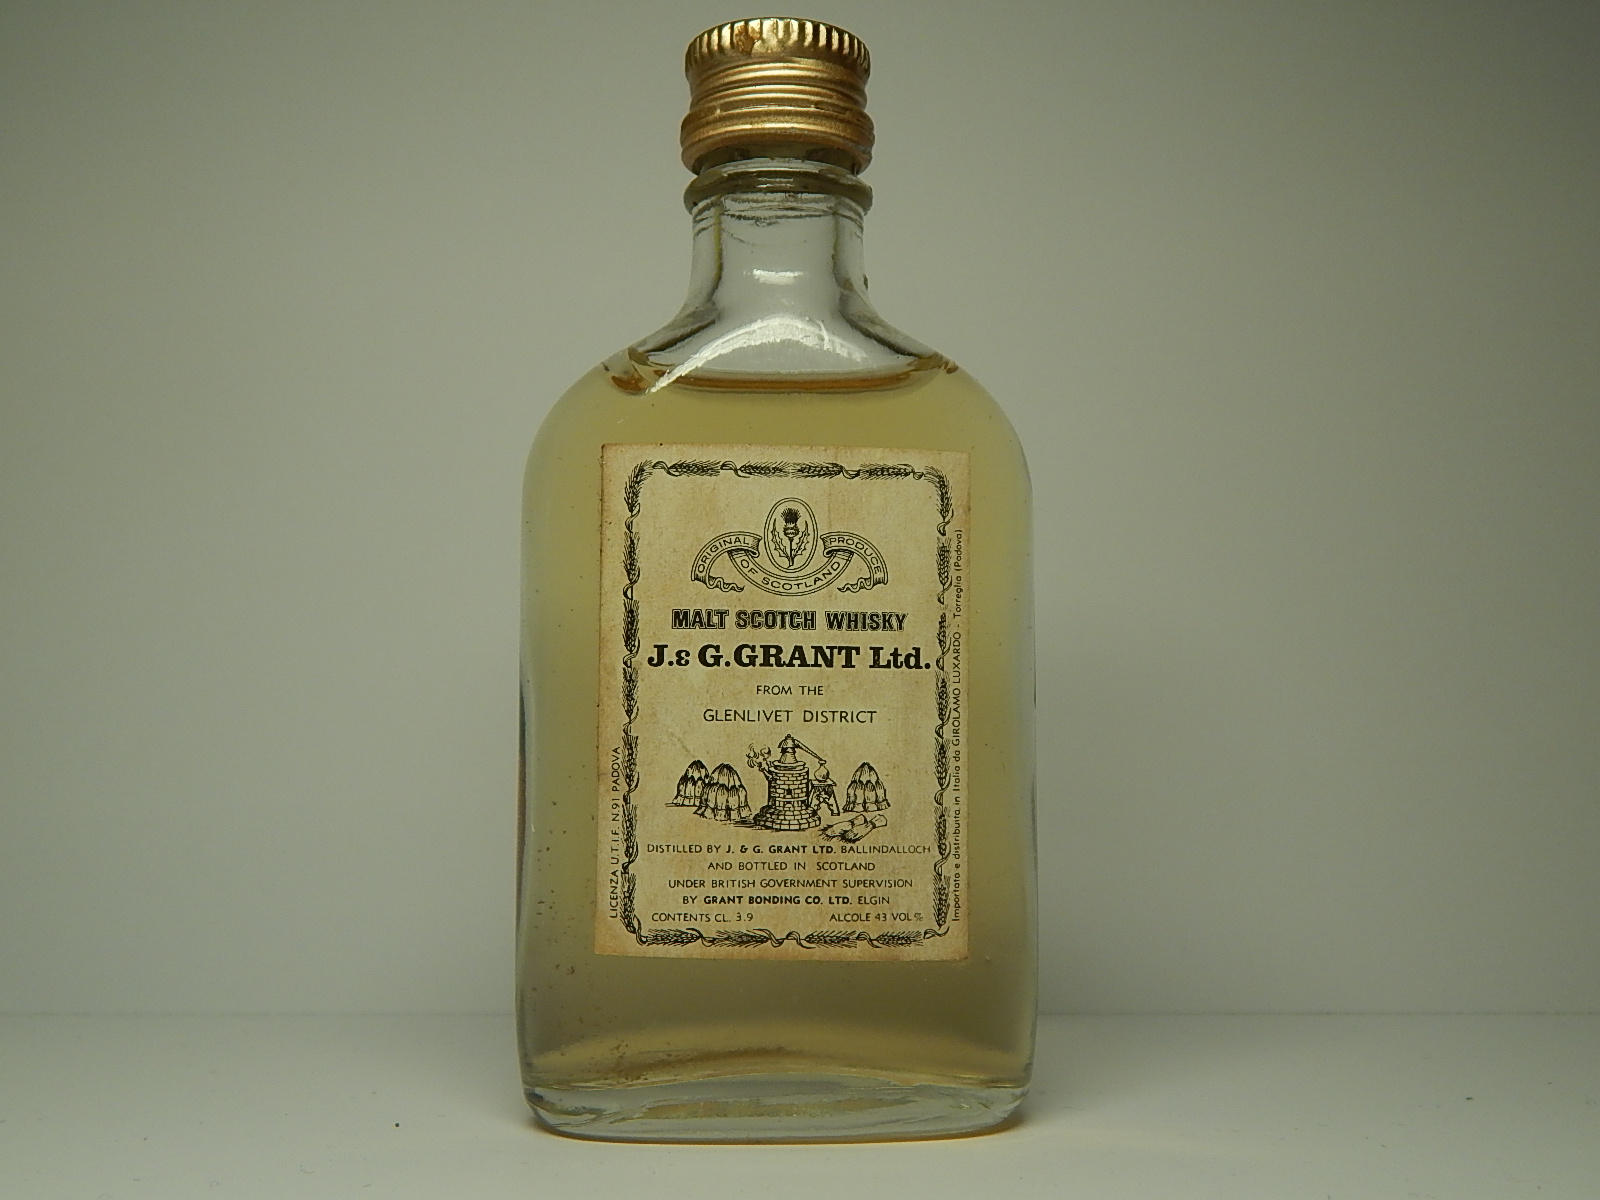 ORIGINAL PRODUCE
OF SCOTLAND
MALT SCOTCH WHISKY
J. & G. GRANT Ltd.
FROM THE
GLENLIVET DISTRICT
DISTILLED BY J. & G. GRANT LTD. BALLINDALLOCH
AND BOTTLED IN SCOTLAND
UNDER BRITISH GOVERNMENT SUPERVISION
BY GRANT BONDING CO. LTD. ELGIN
CONTENTS CL. 3.9 ALCOLE 43 VOL %
LICENZA U.T.I.F. N.91 PADOVA
Importato e distribuito in Italia da GIROLAMO LUXARDO - Torreglia (Padova)